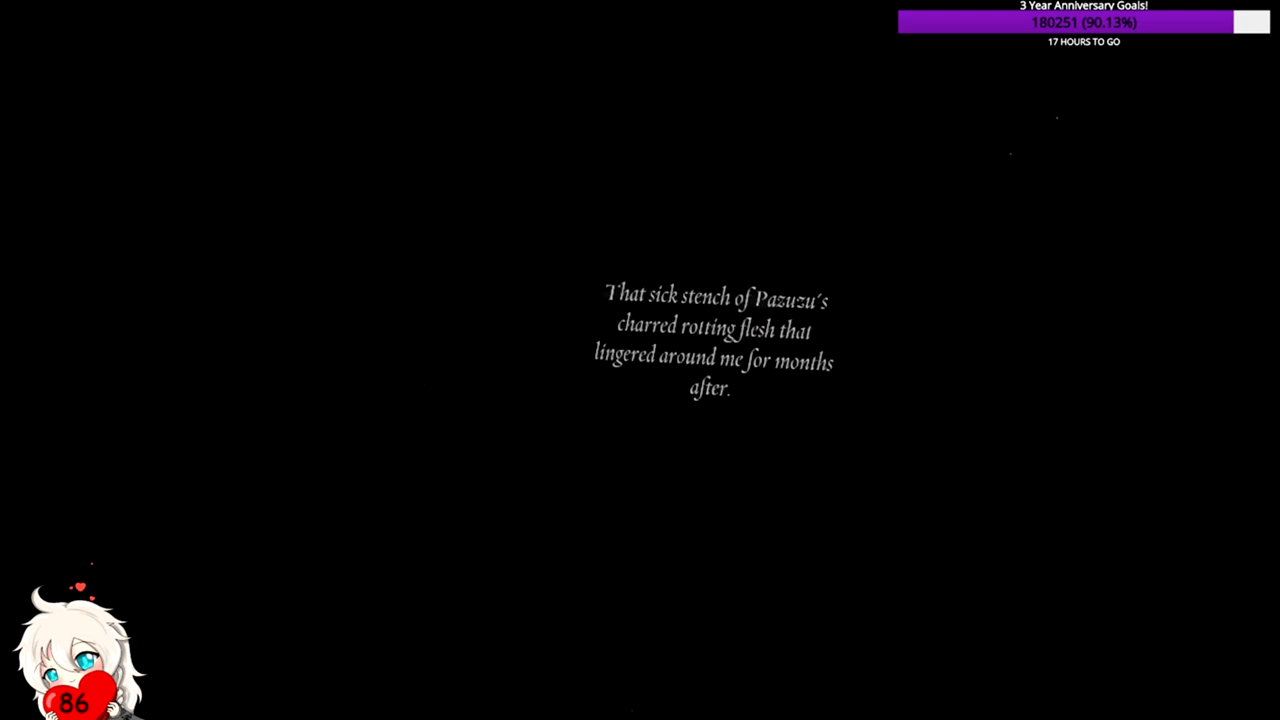 3 Year Anniversary Goals!
180251 (90.13%)
17 HOURS TO GO
That sick stench of Pazuzu's
charred rotting flesh that
lingered around me for months
after.
86